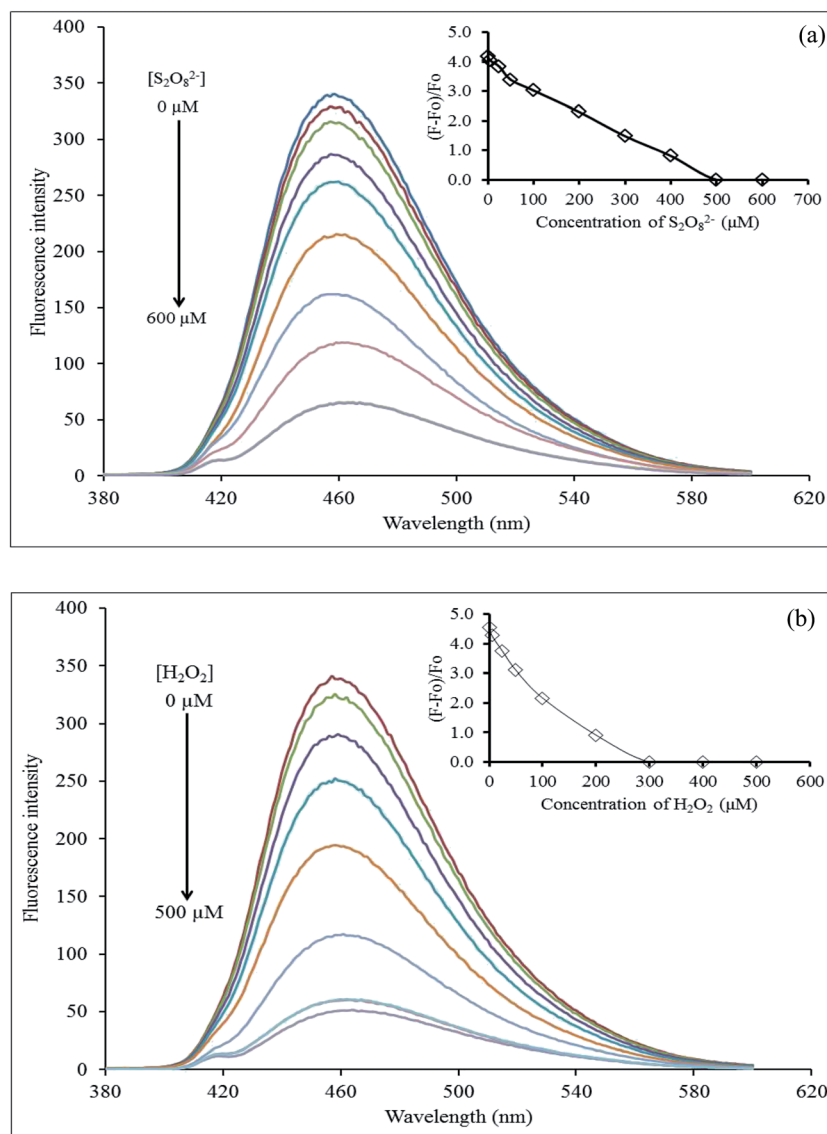 (a)
400
350
300
250
200
150
100
50
0
Fluorescence intensity
[S₂O₈²⁻]
0 µM
600 µM
380 420 460 500 540 580 620
Wavelength (nm)
5.0
4.0
3.0
2.0
1.0
0.0
(F-Fo)/Fo
0 100 200 300 400 500 600 700
Concentration of S₂O₈²⁻ (µM)
(b)
400
350
300
250
200
150
100
50
0
Fluorescence intensity
[H₂O₂]
0 µM
500 µM
380 420 460 500 540 580 620
Wavelength (nm)
5.0
4.0
3.0
2.0
1.0
0.0
(F-Fo)/Fo
0 100 200 300 400 500 600
Concentration of H₂O₂ (µM)